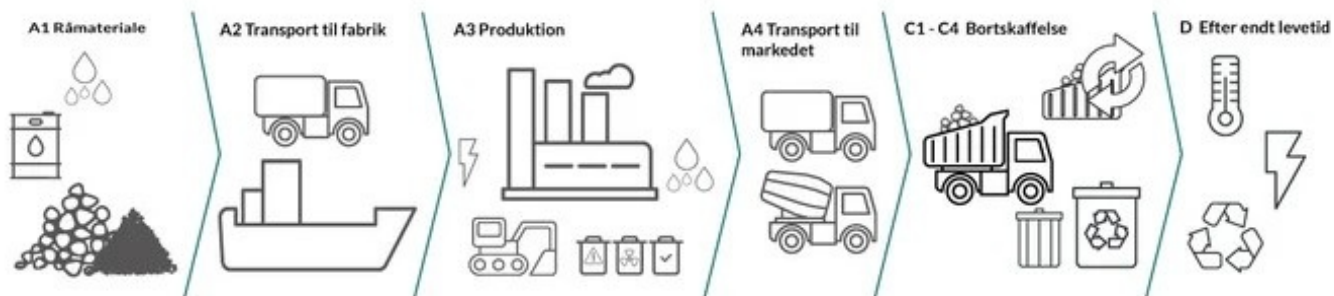 A1 Råmateriale
A2 Transport til fabrik
A3 Produktion
A4 Transport til
markedet
C1 - C4 Bortskaffelse
D Efter endt levetid